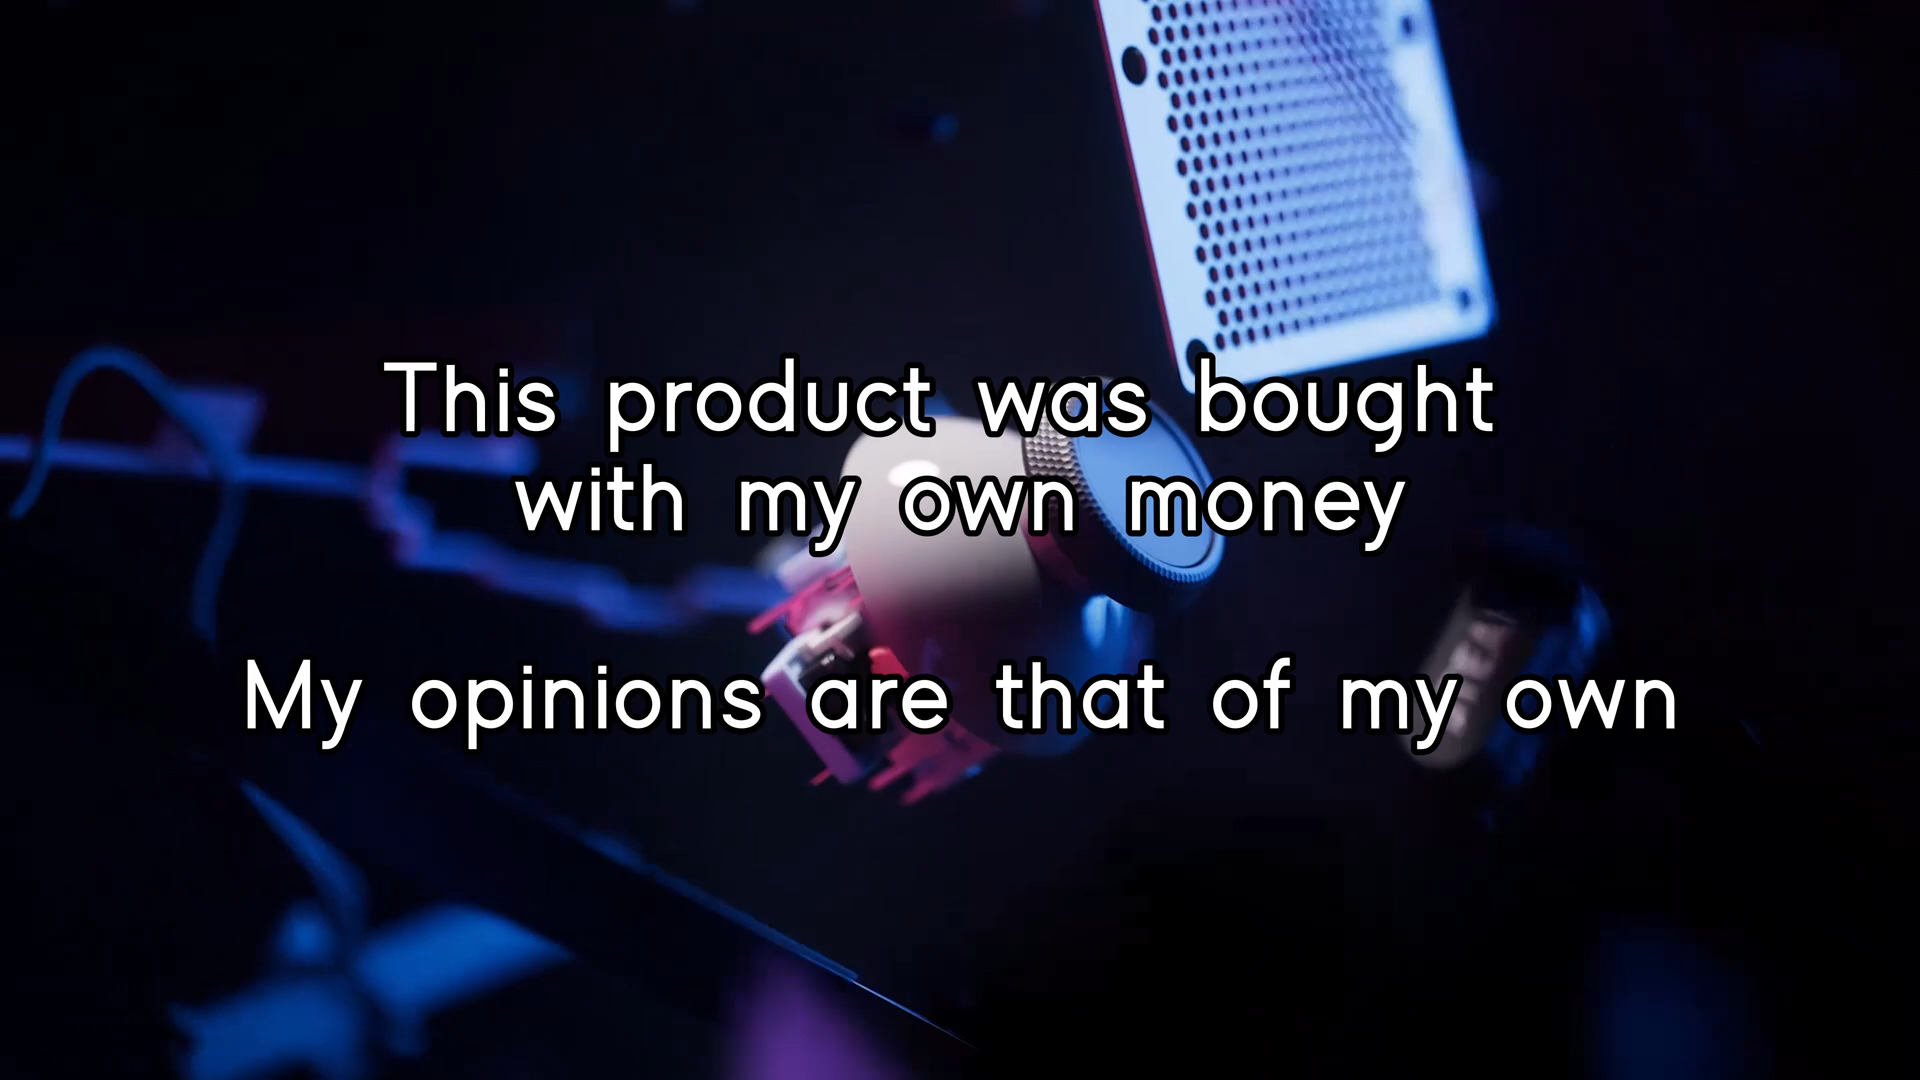 This product was bought
with my own money
My opinions are that of my own